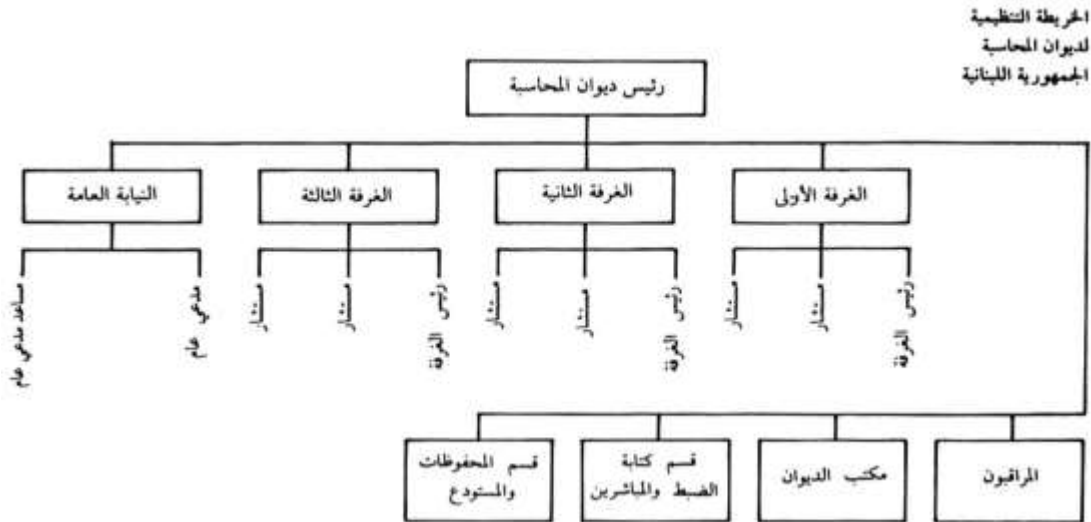 الخريطة التنظيمية
لديوان المحاسبة
الجمهورية اللبنانية
رئيس ديوان المحاسبة
الغرفة الأولى
الغرفة الثانية
الغرفة الثالثة
النيابة العامة
رئيس الغرفة
مستشار
مستشار
رئيس الغرفة
مستشار
مستشار
رئيس الغرفة
مستشار
مستشار
مدعي عام
مساعد مدعي عام
المراقبون
مكتب الديوان
قسم كتابة
الضبط والمباشرين
قسم المحفوظات
والمستودع